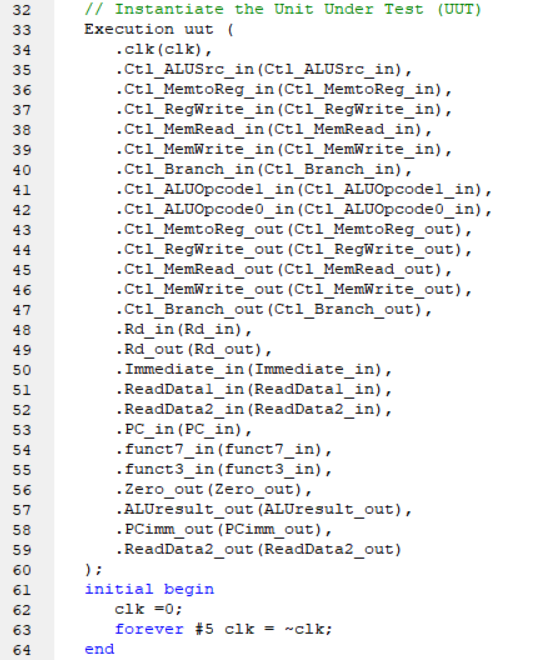 32 // Instantiate the Unit Under Test (UUT)
33 Execution uut (
34 .clk(clk),
35 .Ctl_ALUSrc_in(Ctl_ALUSrc_in),
36 .Ctl_MemtoReg_in(Ctl_MemtoReg_in),
37 .Ctl_RegWrite_in(Ctl_RegWrite_in),
38 .Ctl_MemRead_in(Ctl_MemRead_in),
39 .Ctl_MemWrite_in(Ctl_MemWrite_in),
40 .Ctl_Branch_in(Ctl_Branch_in),
41 .Ctl_ALUOpcode1_in(Ctl_ALUOpcode1_in),
42 .Ctl_ALUOpcode0_in(Ctl_ALUOpcode0_in),
43 .Ctl_MemtoReg_out(Ctl_MemtoReg_out),
44 .Ctl_RegWrite_out(Ctl_RegWrite_out),
45 .Ctl_MemRead_out(Ctl_MemRead_out),
46 .Ctl_MemWrite_out(Ctl_MemWrite_out),
47 .Ctl_Branch_out(Ctl_Branch_out),
48 .Rd_in(Rd_in),
49 .Rd_out(Rd_out),
50 .Immediate_in(Immediate_in),
51 .ReadData1_in(ReadData1_in),
52 .ReadData2_in(ReadData2_in),
53 .PC_in(PC_in),
54 .funct7_in(funct7_in),
55 .funct3_in(funct3_in),
56 .Zero_out(Zero_out),
57 .ALUresult_out(ALUresult_out),
58 .PCimm_out(PCimm_out),
59 .ReadData2_out(ReadData2_out)
60 );
61 initial begin
62 clk =0;
63 forever #5 clk = ~clk;
64 end